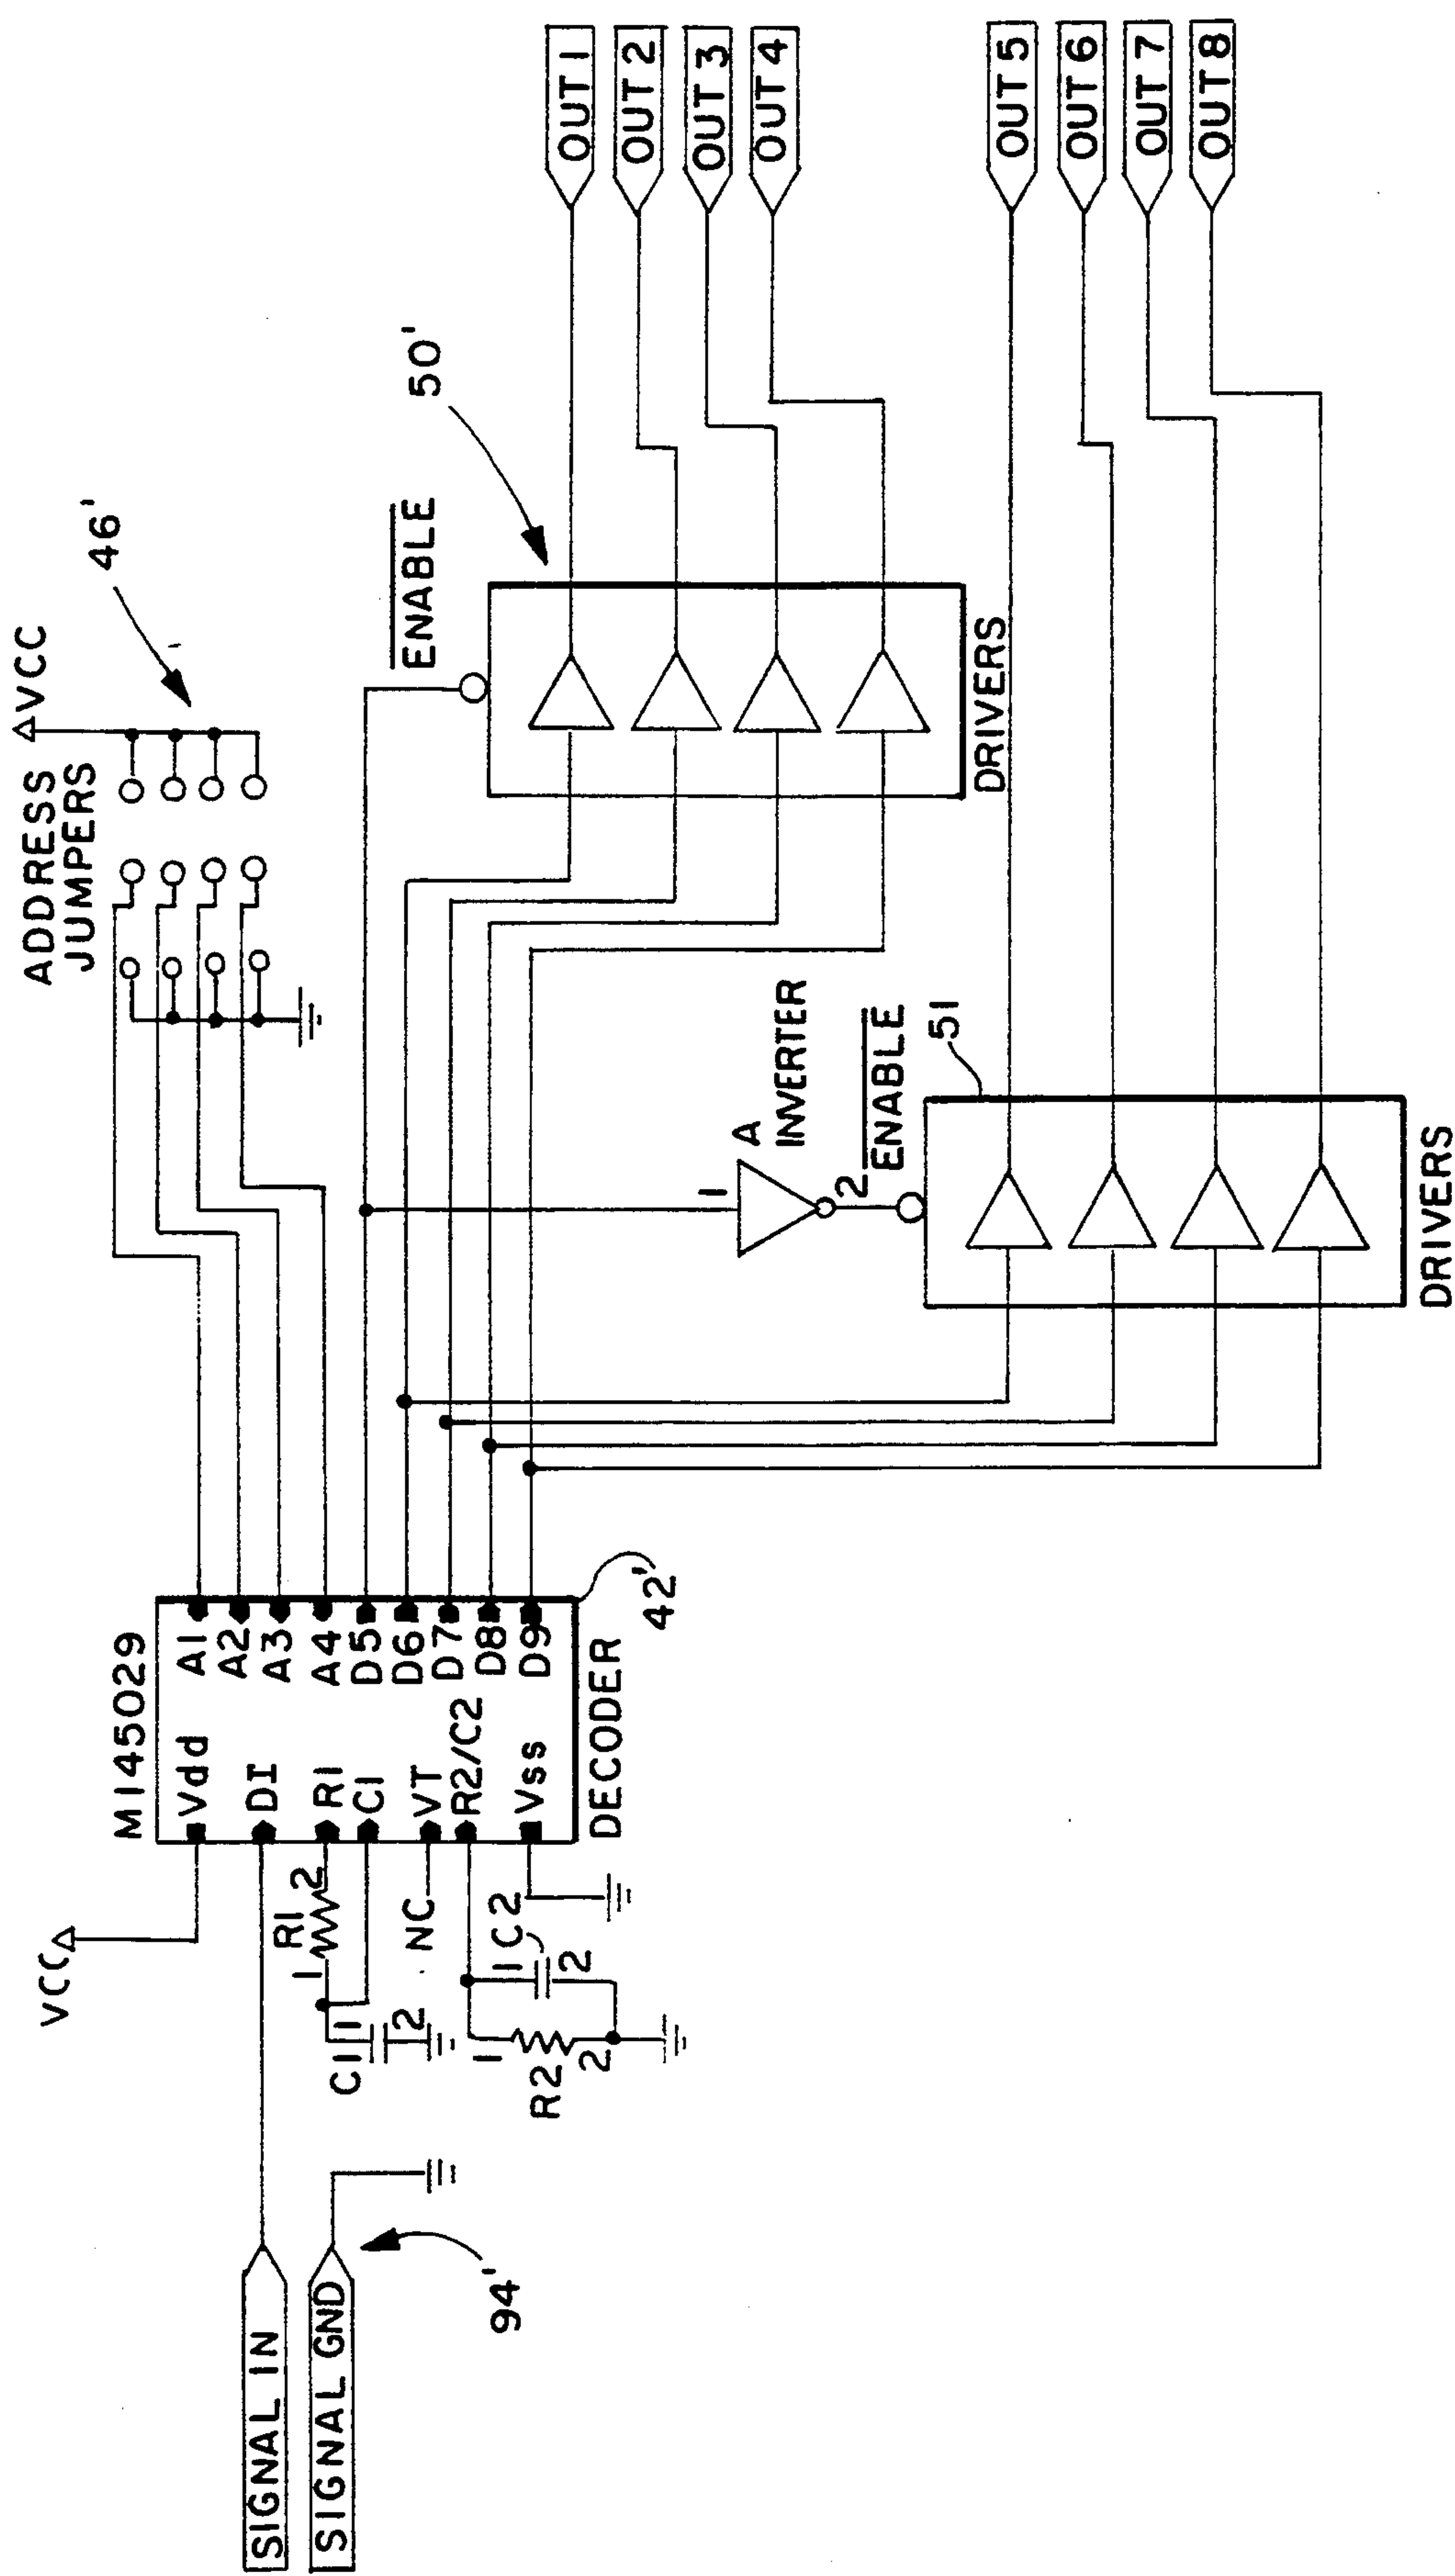 ADDRESS
JUMPERS
VCC
46'
VCC
M145029
Vdd
DI
R1
C1
VT
R2/C2
Vss
A1
A2
A3
A4
D5
D6
D7
D8
D9
DECODER
42'
SIGNAL IN
SIGNAL GND
94'
R1
1
2
C1
1
2
NC
R2
1
2
C2
1
2
ENABLE
50'
DRIVERS
OUT 1
OUT 2
OUT 3
OUT 4
1
A
INVERTER
2
ENABLE
51
DRIVERS
OUT 5
OUT 6
OUT 7
OUT 8